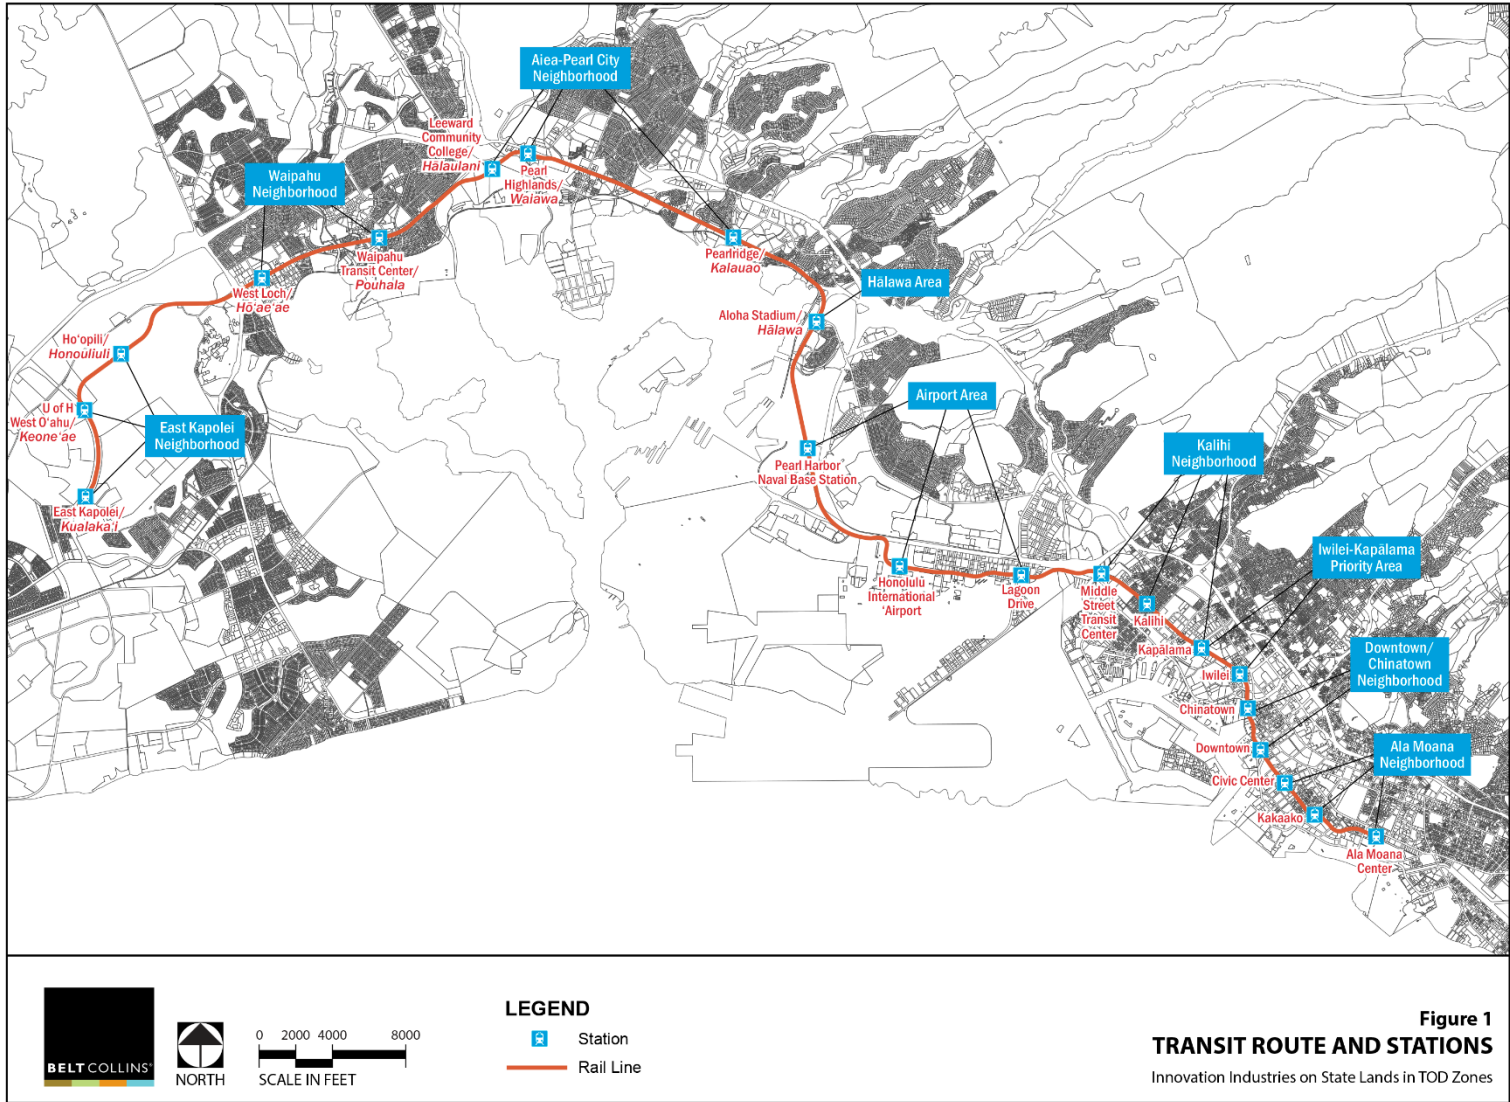 Aiea-Pearl City
Neighborhood
Leeward
Community
College/
Hālaulani
Pearl
Highlands/
Waiawa
Waipahu
Neighborhood
Waipahu
Transit Center/
Pouhala
West Loch/
Hō'ae'ae
Pearlridge/
Kalauao
Hālawa Area
Aloha Stadium/
Hālawa
Ho'opili/
Honouliuli
U of H
West O'ahu/
Keone'ae
East Kapolei
Neighborhood
East Kapolei/
Kualaka'i
Airport Area
Pearl Harbor
Naval Base Station
Kalihi
Neighborhood
Honolulu
International
'Airport
Lagoon
Drive
Middle
Street
Transit
Center
Kalihi
Iwilei-Kapālama
Priority Area
Kapālama
Iwilei
Downtown/
Chinatown
Neighborhood
Chinatown
Downtown
Ala Moana
Neighborhood
Civic Center
Kakaako
Ala Moana
Center
BELT COLLINS®
NORTH
0 2000 4000 8000
SCALE IN FEET
LEGEND
Station
Rail Line
Figure 1
TRANSIT ROUTE AND STATIONS
Innovation Industries on State Lands in TOD Zones